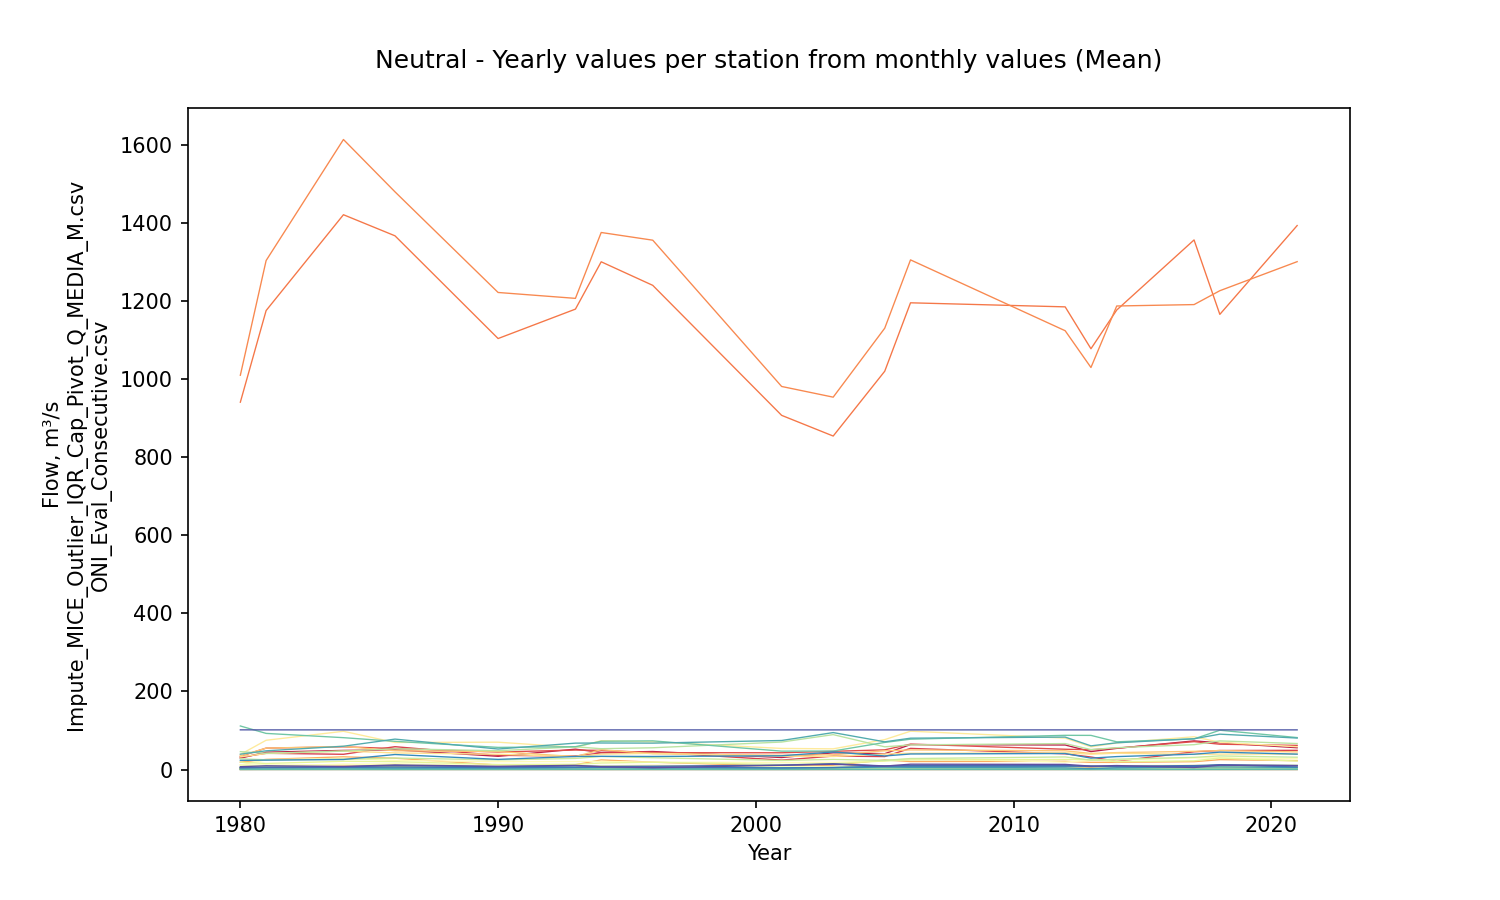 Neutral - Yearly values per station from monthly values (Mean)
Flow, m³/s
Impute_MICE_Outlier_IQR_Cap_Pivot_Q_MEDIA_M.csv
ONI_Eval_Consecutive.csv
1600
1400
1200
1000
800
600
400
200
0
1980
1990
2000
2010
2020
Year